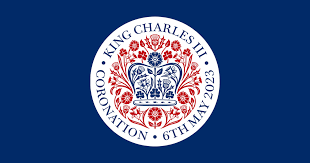 · KING CHARLES III ·
CORONATION · 6TH MAY 2023